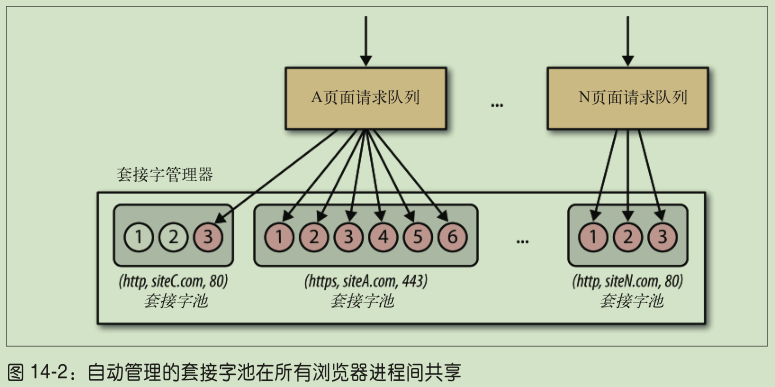 A页面请求队列
...
N页面请求队列
套接字管理器
1 2 3
1 2 3 4 5 6
...
1 2 3
(http, siteC.com, 80)
套接字池
(https, siteA.com, 443)
套接字池
(http, siteN.com, 80)
套接字池
图 14-2：自动管理的套接字池在所有浏览器进程间共享